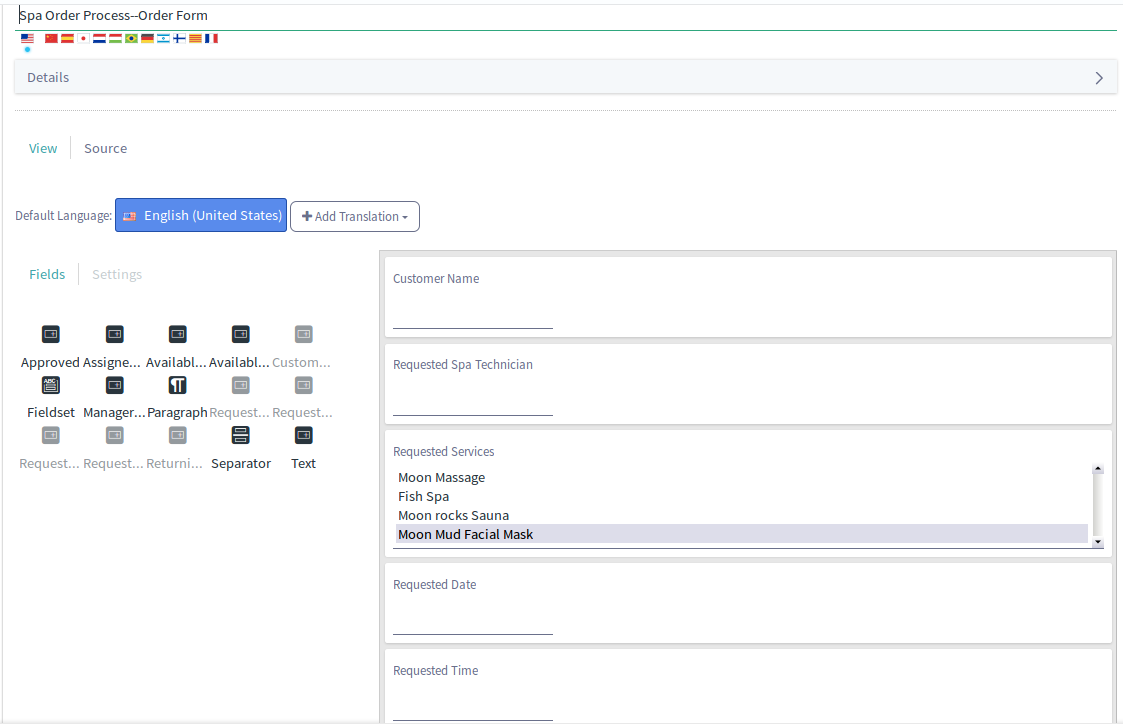 Spa Order Process--Order Form
Details
View Source
Default Language: English (United States) Add Translation
Fields Settings
Approved Assigne... Availabl... Availabl... Custom...
ABC
Fieldset Manager... Paragraph Request... Request...
Request... Request... Returni... Separator Text
Customer Name
Requested Spa Technician
Requested Services
Moon Massage
Fish Spa
Moon rocks Sauna
Moon Mud Facial Mask
Requested Date
Requested Time